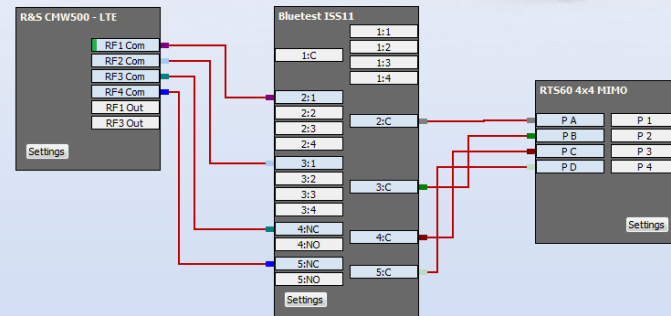 R&S CMW500 - LTE
RF1 Com
RF2 Com
RF3 Com
RF4 Com
RF1 Out
RF3 Out
Settings
Bluetest ISS11
1:C
1:1
1:2
1:3
1:4
2:1
2:2
2:3
2:4
2:C
3:1
3:2
3:3
3:4
3:C
4:NC
4:NO
4:C
5:NC
5:NO
5:C
Settings
RTS60 4x4 MIMO
P A
P 1
P B
P 2
P C
P 3
P D
P 4
Settings